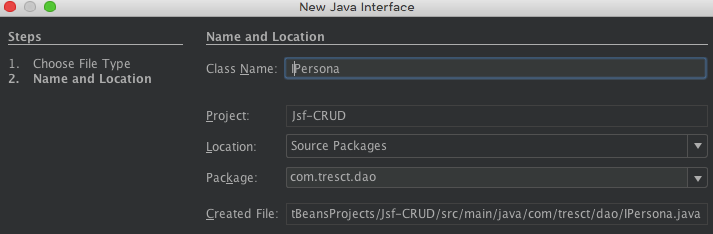 New Java Interface
Steps
1. Choose File Type
2. Name and Location
Name and Location
Class Name: IPersona
Project: Jsf-CRUD
Location: Source Packages
Package: com.tresct.dao
Created File: tBeansProjects/Jsf-CRUD/src/main/java/com/tresct/dao/IPersona.java